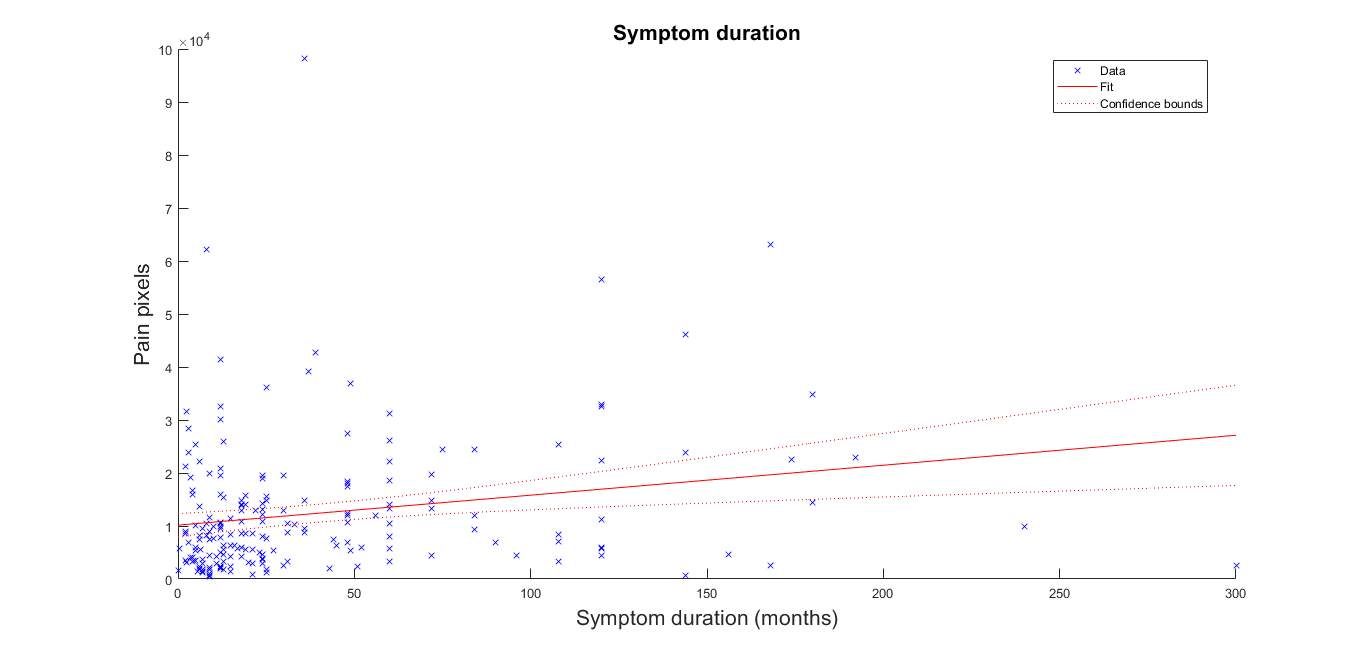 Symptom duration
×10^4
10
9
8
7
6
5
4
3
2
1
0
Pain pixels
Data
Fit
Confidence bounds
0 50 100 150 200 250 300
Symptom duration (months)